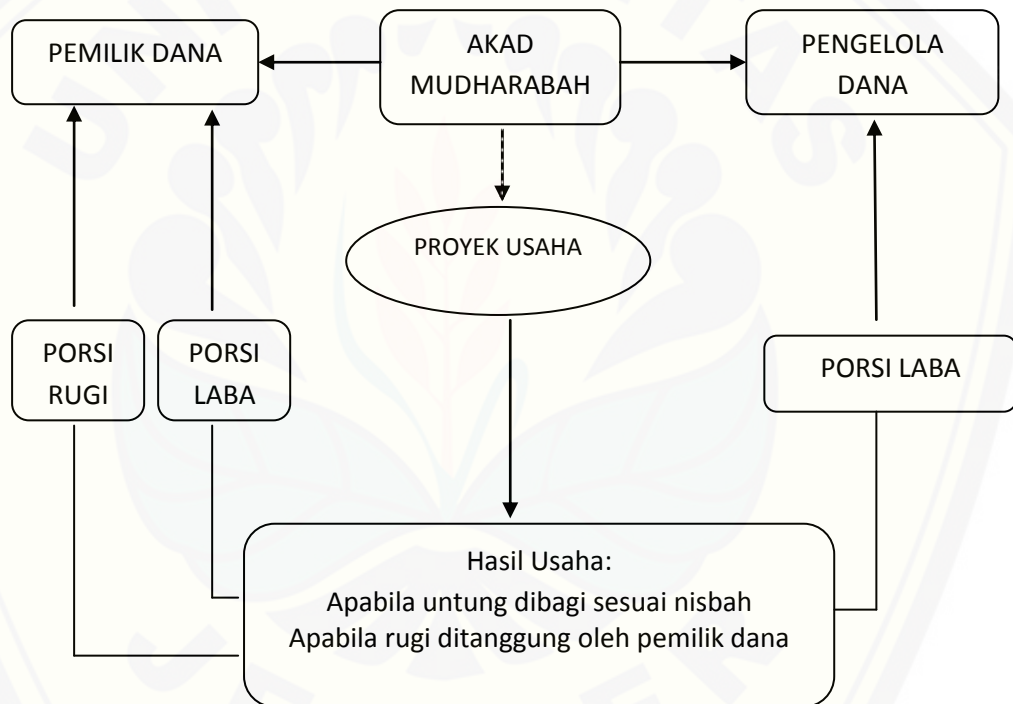 PEMILIK DANA
AKAD
MUDHARABAH
PENGELOLA
DANA
PROYEK USAHA
PORSI
RUGI
PORSI
LABA
PORSI LABA
Hasil Usaha:
Apabila untung dibagi sesuai nisbah
Apabila rugi ditanggung oleh pemilik dana